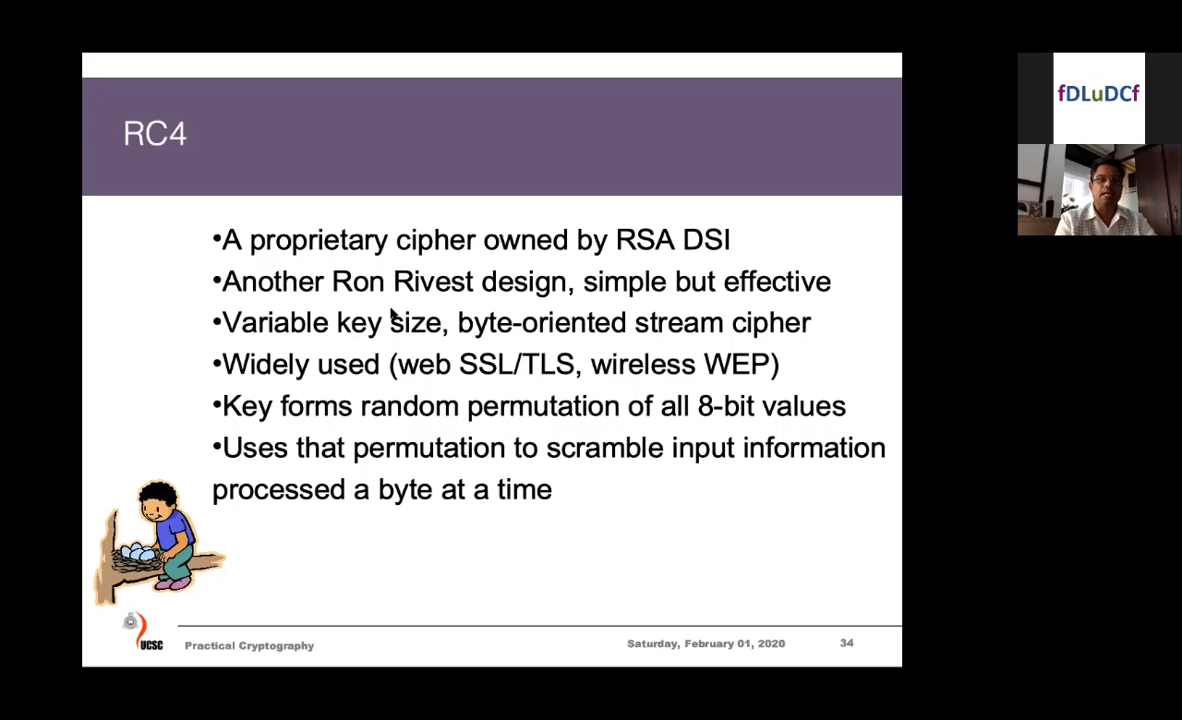 RC4
•A proprietary cipher owned by RSA DSI
•Another Ron Rivest design, simple but effective
•Variable key size, byte-oriented stream cipher
•Widely used (web SSL/TLS, wireless WEP)
•Key forms random permutation of all 8-bit values
•Uses that permutation to scramble input information
processed a byte at a time
UCSC
Practical Cryptography
Saturday, February 01, 2020
34
fDLuDCf